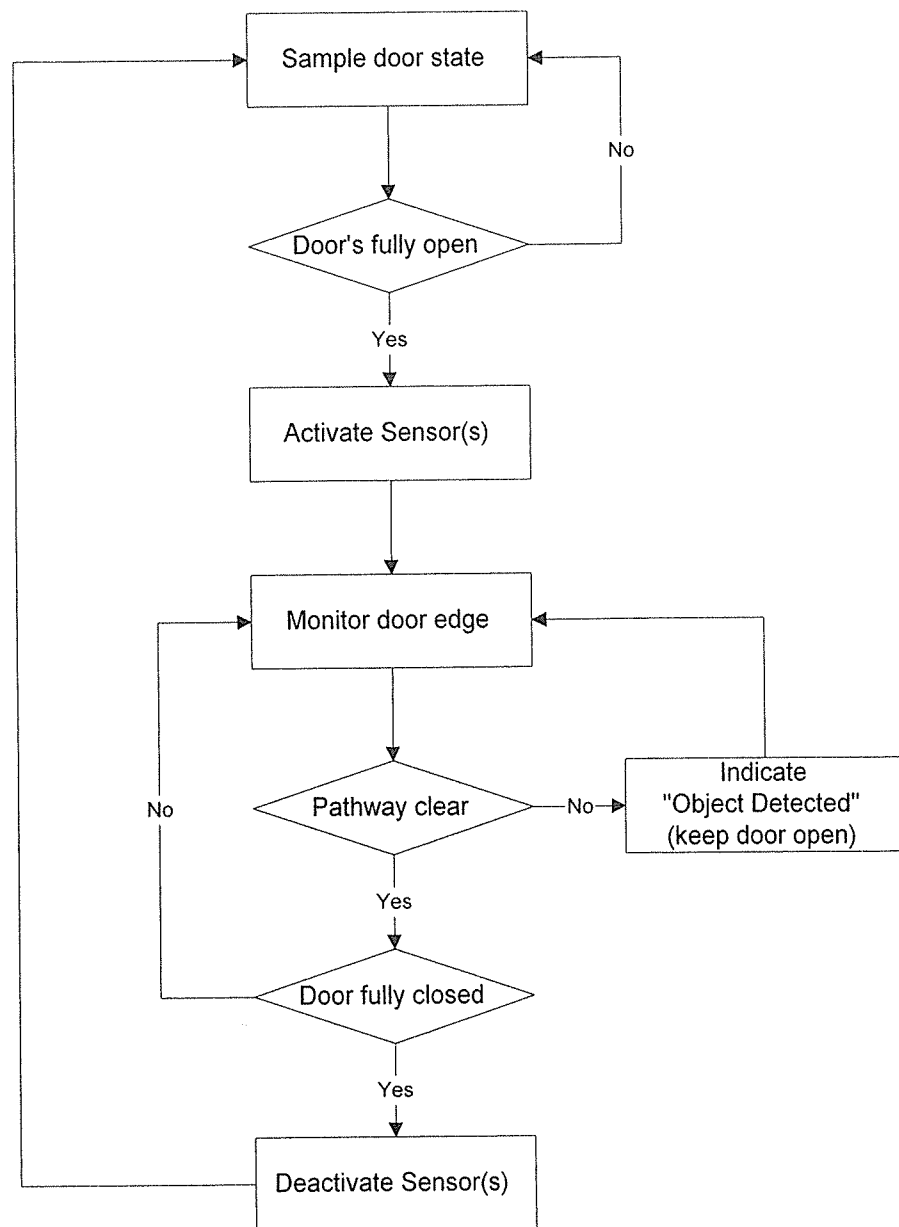 Sample door state
No
Door's fully open
Yes
Activate Sensor(s)
Monitor door edge
No
Pathway clear
No
Indicate
"Object Detected"
(keep door open)
Yes
Door fully closed
Yes
Deactivate Sensor(s)